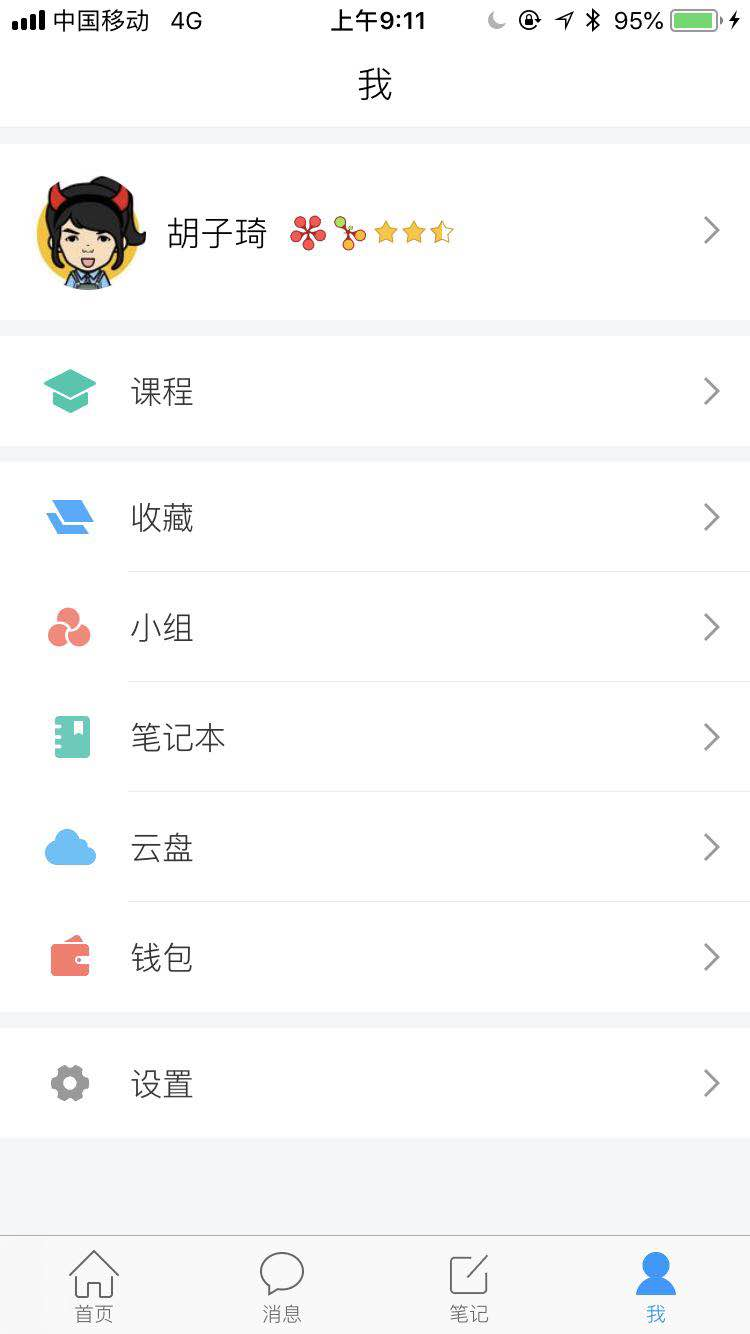 中国移动 4G 上午9:11 95%
我
胡子琦
课程
收藏
小组
笔记本
云盘
钱包
设置
首页 消息 笔记 我